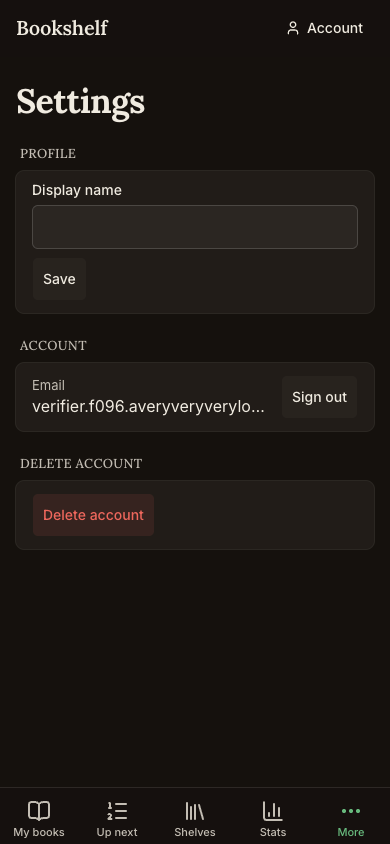 Bookshelf
Account
Settings
PROFILE
Display name
Save
ACCOUNT
Email
verifier.f096.averyveryverylo...
Sign out
DELETE ACCOUNT
Delete account
My books
Up next
Shelves
Stats
More